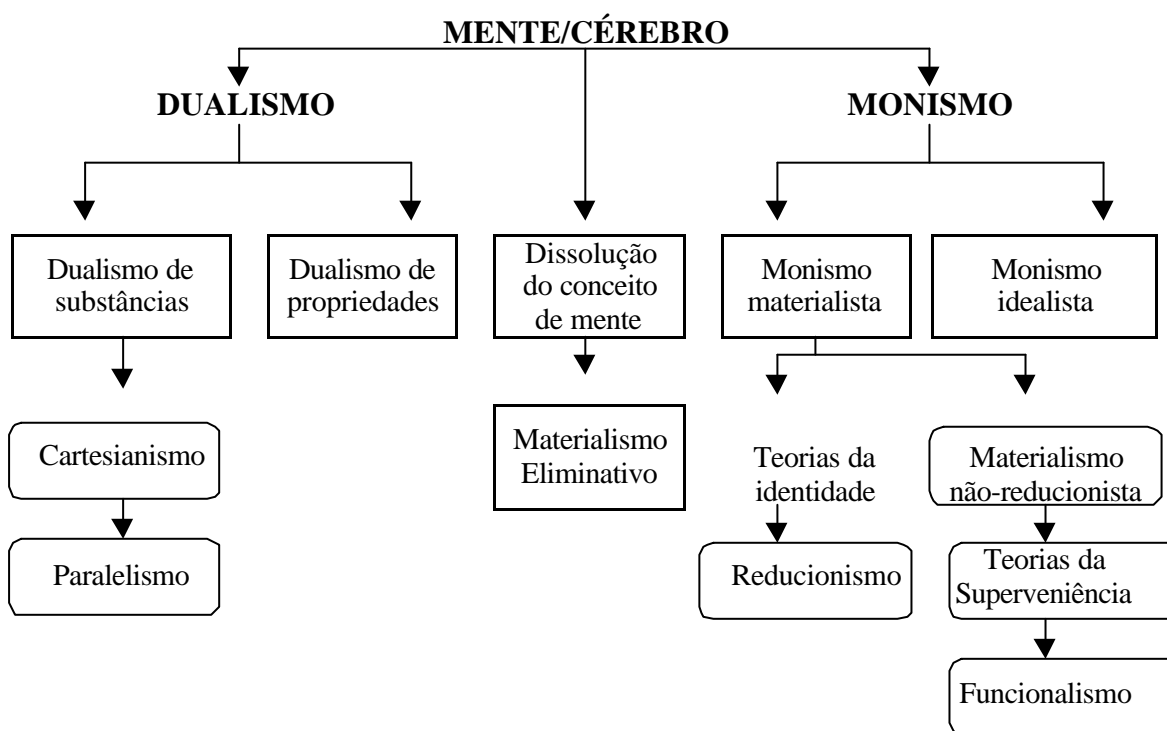 MENTE/CÉREBRO
DUALISMO
MONISMO
Dualismo de
substâncias
Dualismo de
propriedades
Dissolução
do conceito
de mente
Monismo
materialista
Monismo
idealista
Cartesianismo
Materialismo
Eliminativo
Teorias da
identidade
Materialismo
não-reducionista
Paralelismo
Reducionismo
Teorias da
Superveniência
Funcionalismo